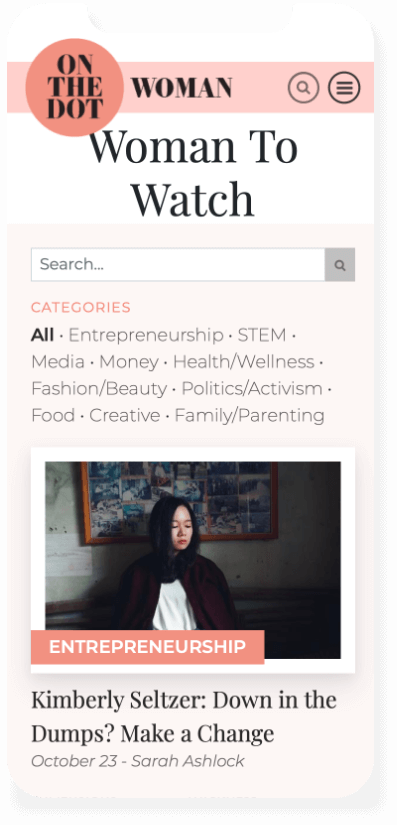 ON
THE
DOT
WOMAN
Woman To
Watch
Search...
CATEGORIES
All · Entrepreneurship · STEM ·
Media · Money · Health/Wellness ·
Fashion/Beauty · Politics/Activism ·
Food · Creative · Family/Parenting
ENTREPRENEURSHIP
Kimberly Seltzer: Down in the
Dumps? Make a Change
October 23 - Sarah Ashlock